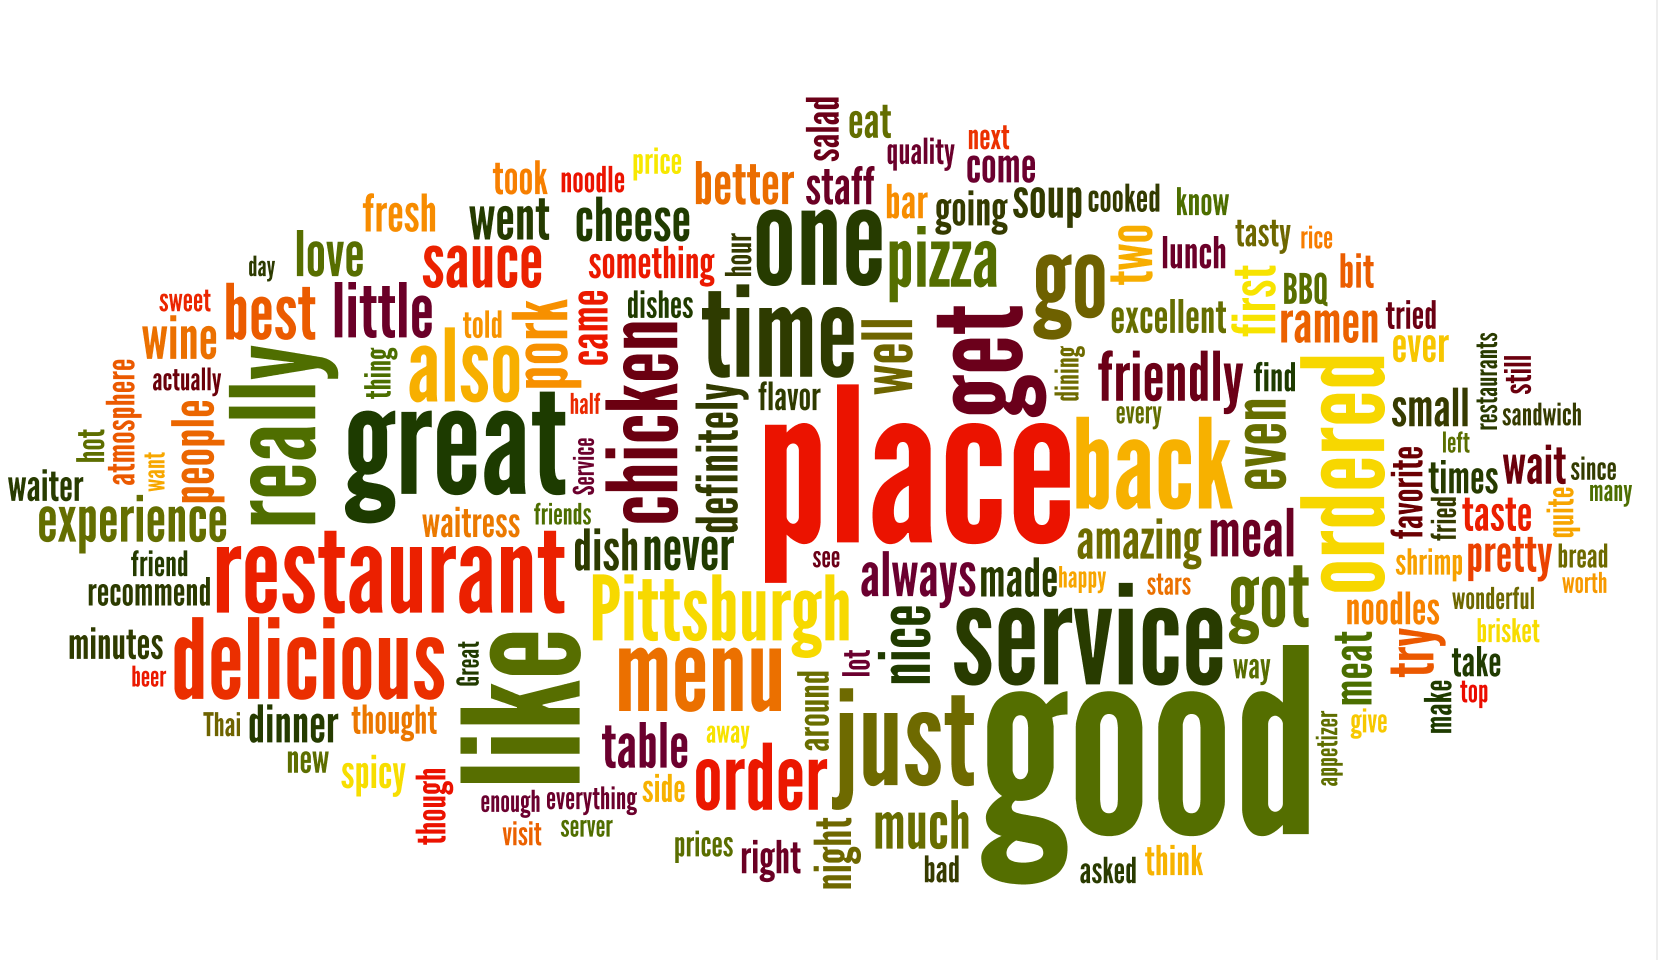 salad
eat
quality
next
come
took
noodle
price
better
staff
bar
going
soup
cooked
know
fresh
went
cheese
one
hour
pizza
two
lunch
tasty
rice
day
love
sauce
something
go
first
BBQ
bit
sweet
best
little
told
pork
came
dishes
time
well
get
excellent
ramen
tried
wine
also
ever
actually
thing
really
chicken
flavor
dining
friendly
find
restaurants
still
atmosphere
people
great
half
definitely
place
every
back
even
ordered
small
sandwich
left
hot
want
Service
waiter
favorite
times
wait
since
many
experience
waitress
friends
amazing
meal
fried
taste
quite
friend
restaurant
dish
never
see
always
made
happy
stars
shrimp
pretty
bread
worth
recommend
Pittsburgh
nice
service
got
noodles
wonderful
brisket
minutes
delicious
Great
like
menu
lot
way
meat
try
take
beer
top
Thai
dinner
thought
around
just
good
make
give
appetizer
new
table
away
spicy
though
order
enough
everything
side
visit
server
much
prices
right
night
bad
asked
think